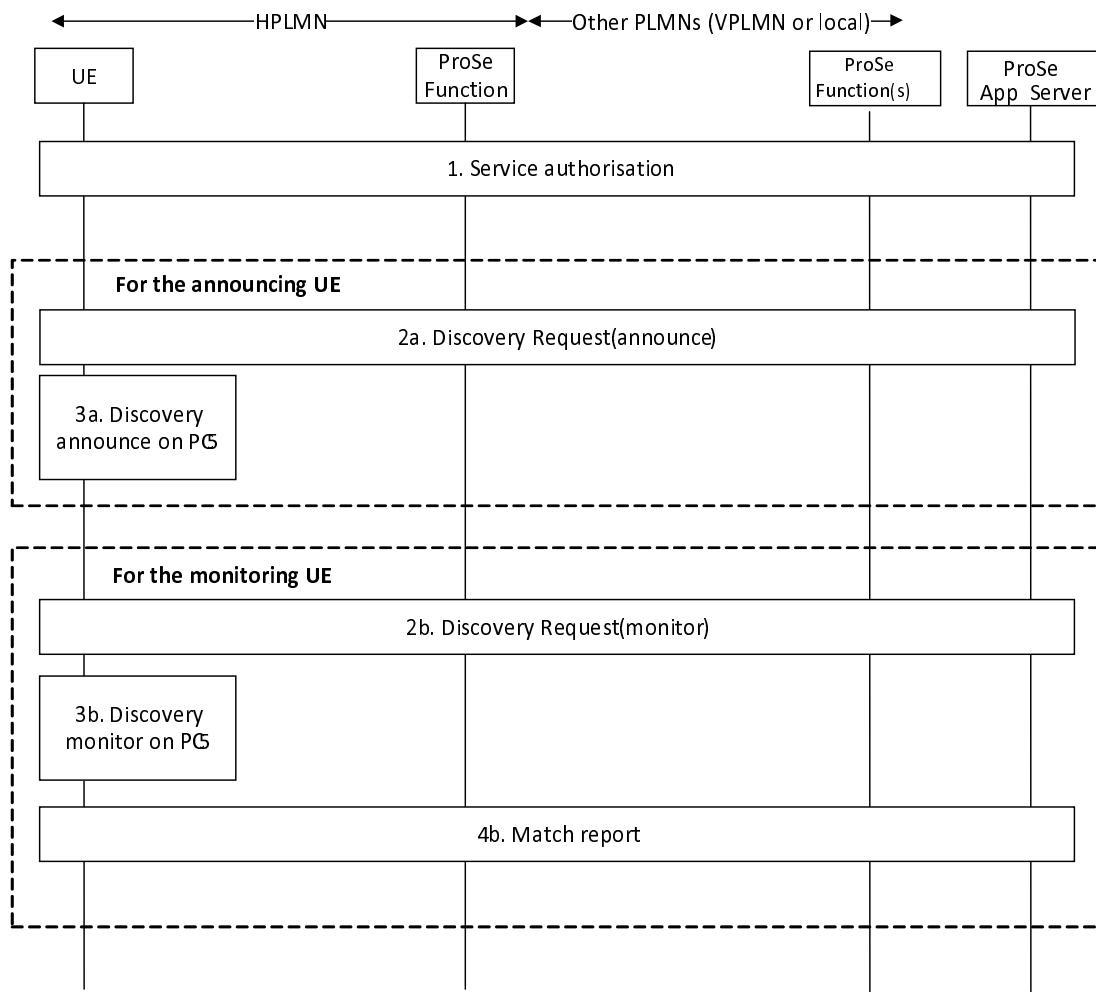 HPLMN
Other PLMNs (VPLMN or local)
UE
ProSe
Function
ProSe
Function(s)
ProSe
App Server
1. Service authorisation
For the announcing UE
2a. Discovery Request(announce)
3a. Discovery
announce on PC5
For the monitoring UE
2b. Discovery Request(monitor)
3b. Discovery
monitor on PC5
4b. Match report